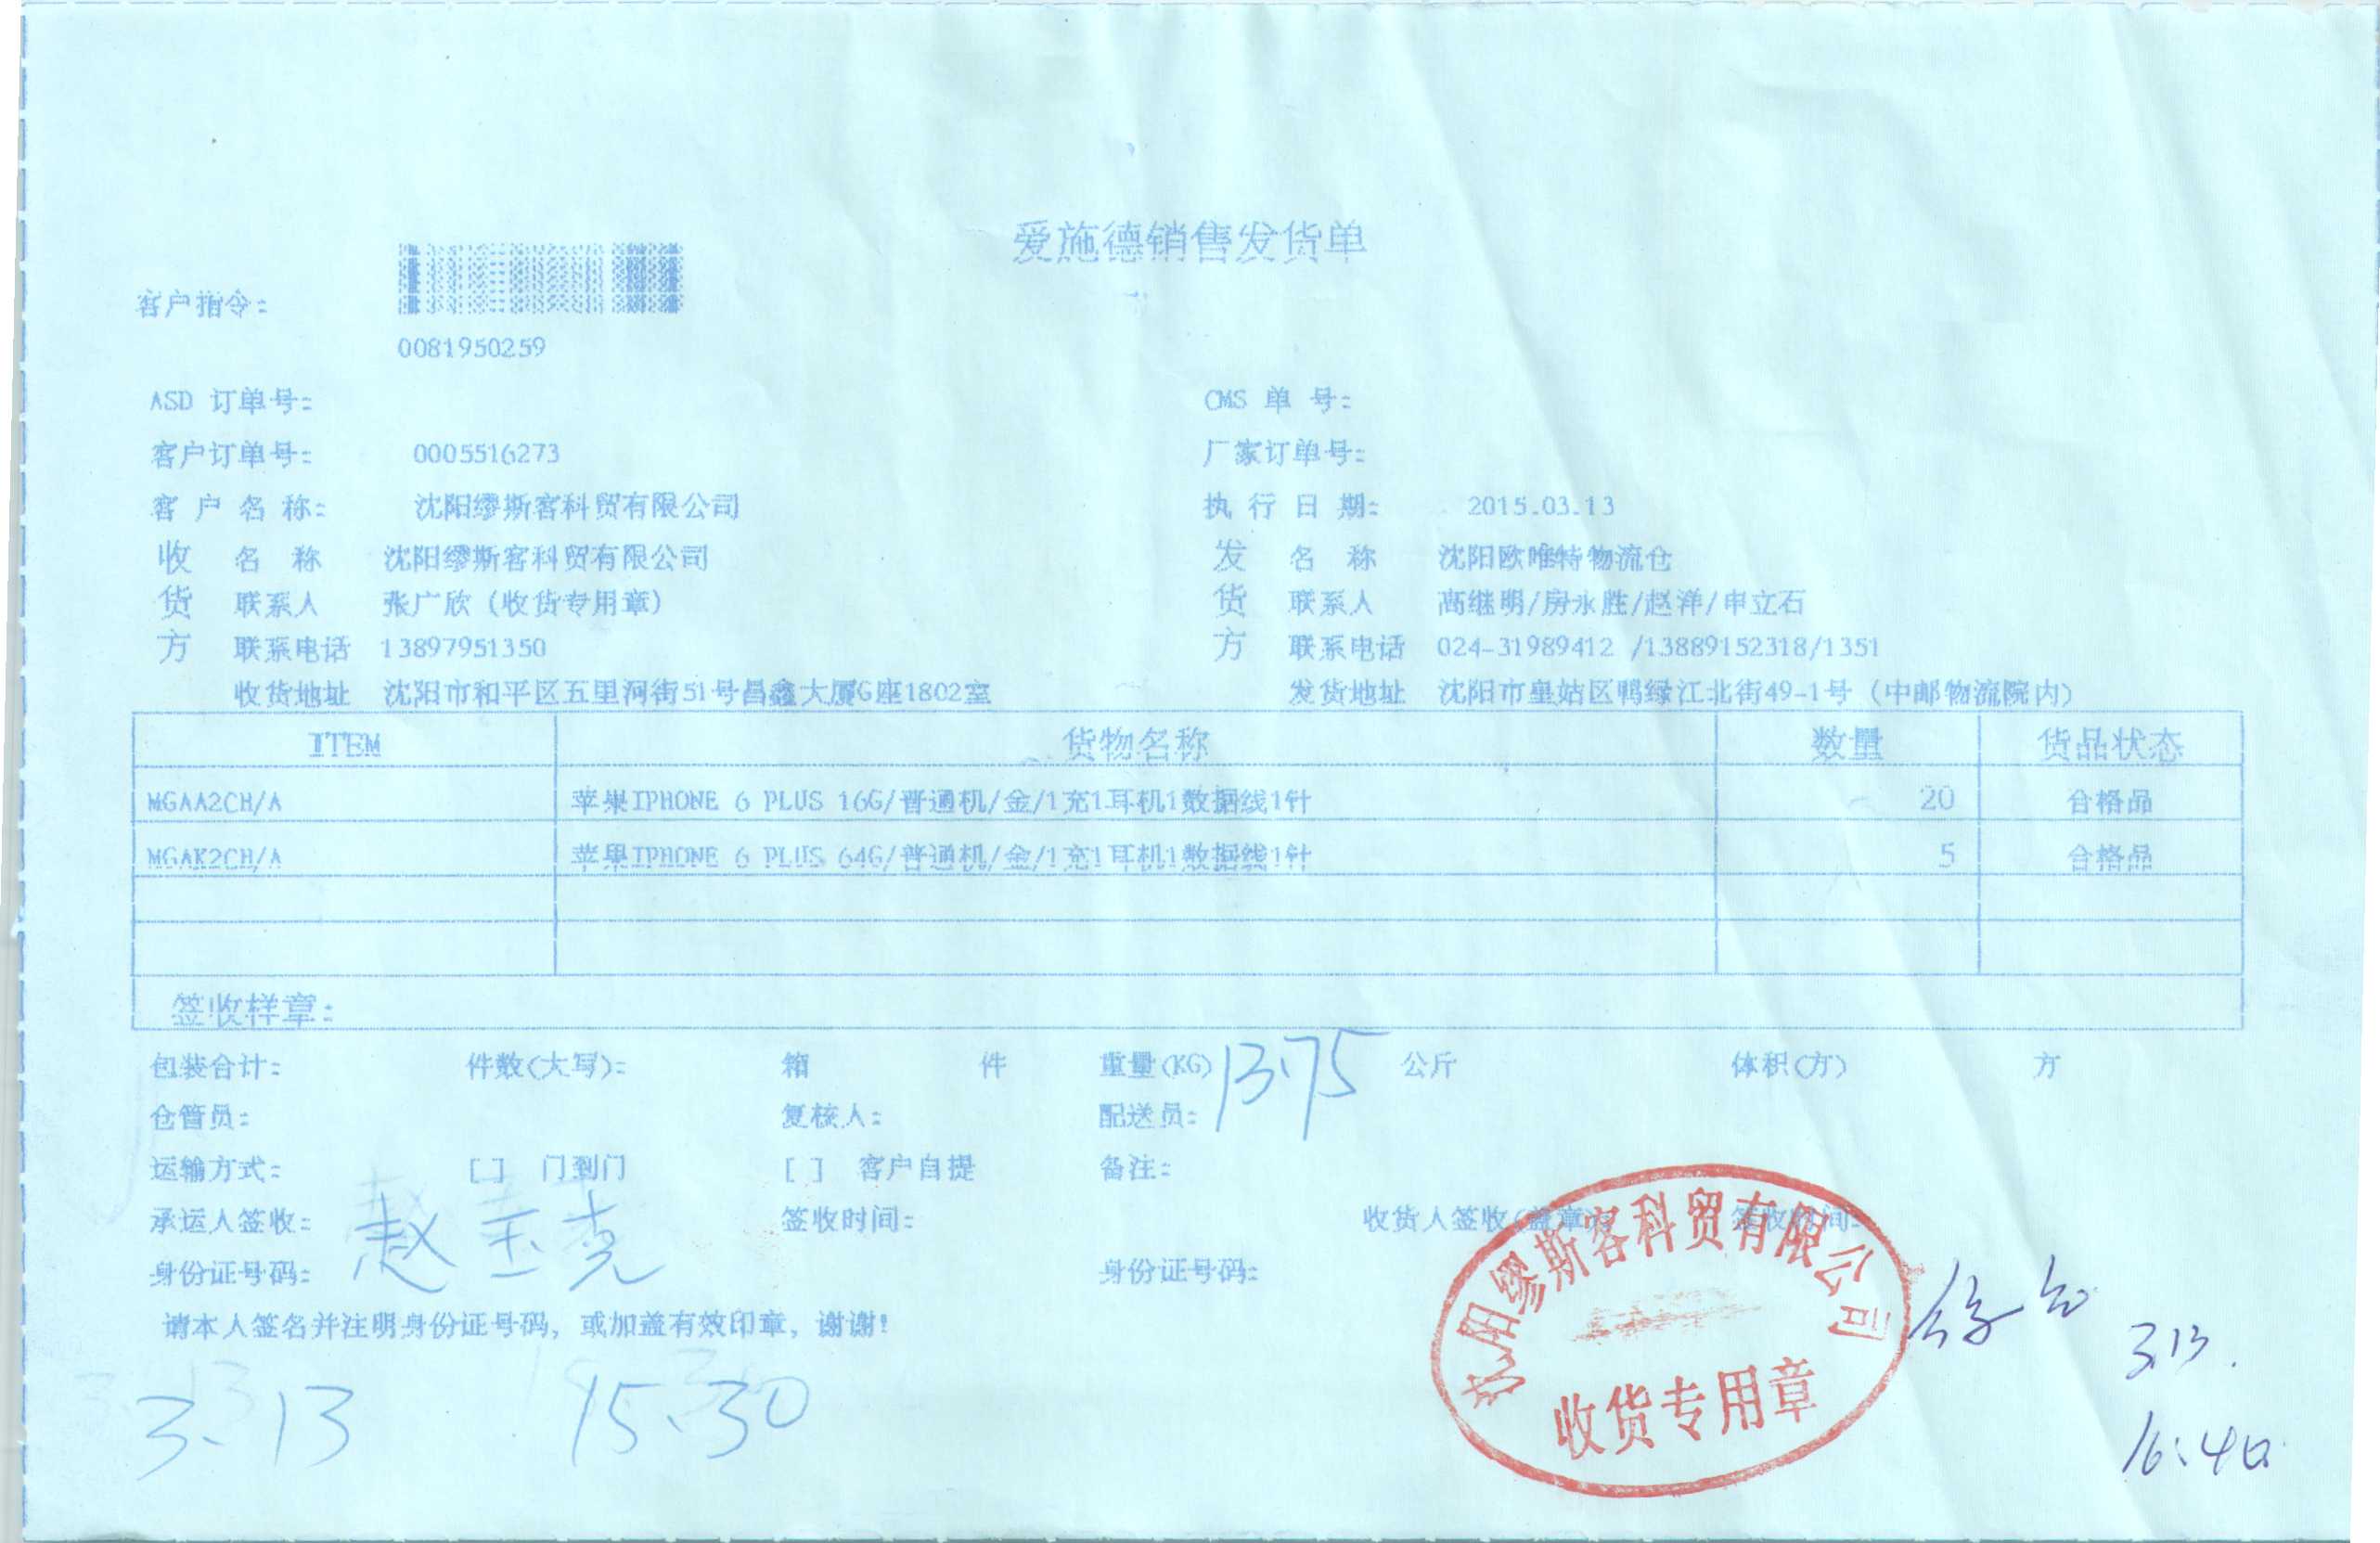 爱施德销售发货单
客户指令：
0081950259
ASD 订单号：
CMS 单 号：
客户订单号： 0005516273
厂家订单号：
客 户 名 称： 沈阳缪斯客科贸有限公司
执 行 日 期： 2015.03.13
收 名 称 沈阳缪斯客科贸有限公司
发 名 称 沈阳欧唯特物流仓
货 联系人 张广欣（收货专用章）
货 联系人 高继明/房永胜/赵洋/申立石
方 联系电话 13897951350
方 联系电话 024-31989412 /13889152318/1351
收货地址 沈阳市和平区五里河街51号昌鑫大厦G座1802室
发货地址 沈阳市皇姑区鸭绿江北街49-1号（中邮物流院内）
ITEM 货物名称 数量 货品状态
MGAA2CH/A 苹果IPHONE 6 PLUS 16G/普通机/金/1充1耳机1数据线1针 20 合格品
MGAK2CH/A 苹果IPHONE 6 PLUS 64G/普通机/金/1充1耳机1数据线1针 5 合格品
签收样章：
包装合计： 件数(大写)： 箱 件 重量(KG) 13.75 公斤 体积(方) 方
仓管员： 复核人： 配送员：
运输方式： [ ] 门到门 [ ] 客户自提 备注：
承运人签收： 赵玉克 签收时间： 收货人签收(盖章): 签收时间：
身份证号码： 身份证号码：
请本人签名并注明身份证号码，或加盖有效印章，谢谢！
沈阳缪斯客科贸有限公司
收货专用章
3.13 15.30
3.13.
16:40